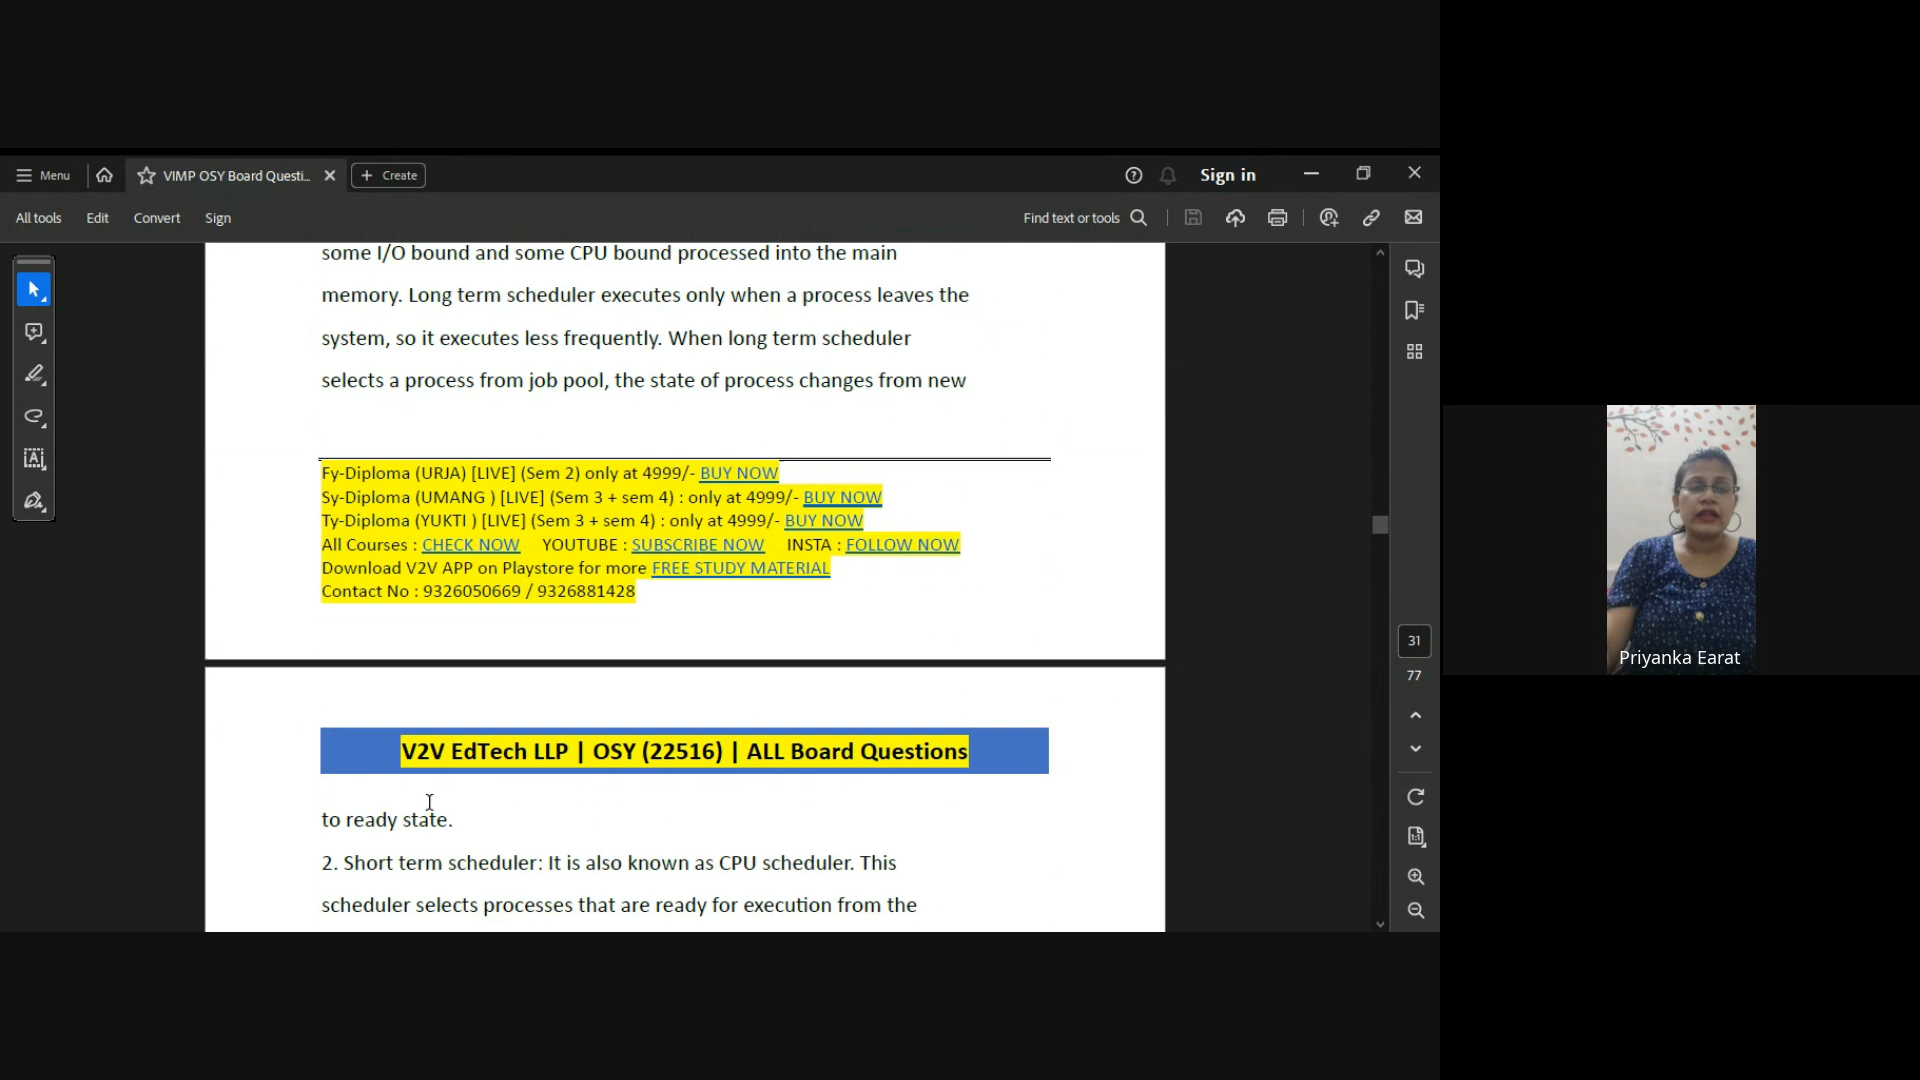 Menu
VIMP OSY Board Questi...
Create
Sign in
All tools
Edit
Convert
Sign
Find text or tools
some I/O bound and some CPU bound processed into the main
memory. Long term scheduler executes only when a process leaves the
system, so it executes less frequently. When long term scheduler
selects a process from job pool, the state of process changes from new
Fy-Diploma (URJA) [LIVE] (Sem 2) only at 4999/- BUY NOW
Sy-Diploma (UMANG ) [LIVE] (Sem 3 + sem 4) : only at 4999/- BUY NOW
Ty-Diploma (YUKTI ) [LIVE] (Sem 3 + sem 4) : only at 4999/- BUY NOW
All Courses : CHECK NOW YOUTUBE : SUBSCRIBE NOW INSTA : FOLLOW NOW
Download V2V APP on Playstore for more FREE STUDY MATERIAL
Contact No : 9326050669 / 9326881428
31
77
Priyanka Earat
V2V EdTech LLP | OSY (22516) | ALL Board Questions
to ready state.
2. Short term scheduler: It is also known as CPU scheduler. This
scheduler selects processes that are ready for execution from the